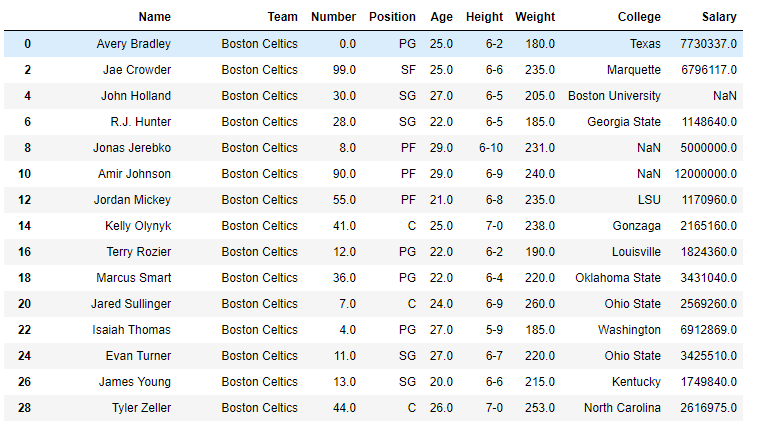 Name Team Number Position Age Height Weight College Salary
0 Avery Bradley Boston Celtics 0.0 PG 25.0 6-2 180.0 Texas 7730337.0
2 Jae Crowder Boston Celtics 99.0 SF 25.0 6-6 235.0 Marquette 6796117.0
4 John Holland Boston Celtics 30.0 SG 27.0 6-5 205.0 Boston University NaN
6 R.J. Hunter Boston Celtics 28.0 SG 22.0 6-5 185.0 Georgia State 1148640.0
8 Jonas Jerebko Boston Celtics 8.0 PF 29.0 6-10 231.0 NaN 5000000.0
10 Amir Johnson Boston Celtics 90.0 PF 29.0 6-9 240.0 NaN 12000000.0
12 Jordan Mickey Boston Celtics 55.0 PF 21.0 6-8 235.0 LSU 1170960.0
14 Kelly Olynyk Boston Celtics 41.0 C 25.0 7-0 238.0 Gonzaga 2165160.0
16 Terry Rozier Boston Celtics 12.0 PG 22.0 6-2 190.0 Louisville 1824360.0
18 Marcus Smart Boston Celtics 36.0 PG 22.0 6-4 220.0 Oklahoma State 3431040.0
20 Jared Sullinger Boston Celtics 7.0 C 24.0 6-9 260.0 Ohio State 2569260.0
22 Isaiah Thomas Boston Celtics 4.0 PG 27.0 5-9 185.0 Washington 6912869.0
24 Evan Turner Boston Celtics 11.0 SG 27.0 6-7 220.0 Ohio State 3425510.0
26 James Young Boston Celtics 13.0 SG 20.0 6-6 215.0 Kentucky 1749840.0
28 Tyler Zeller Boston Celtics 44.0 C 26.0 7-0 253.0 North Carolina 2616975.0